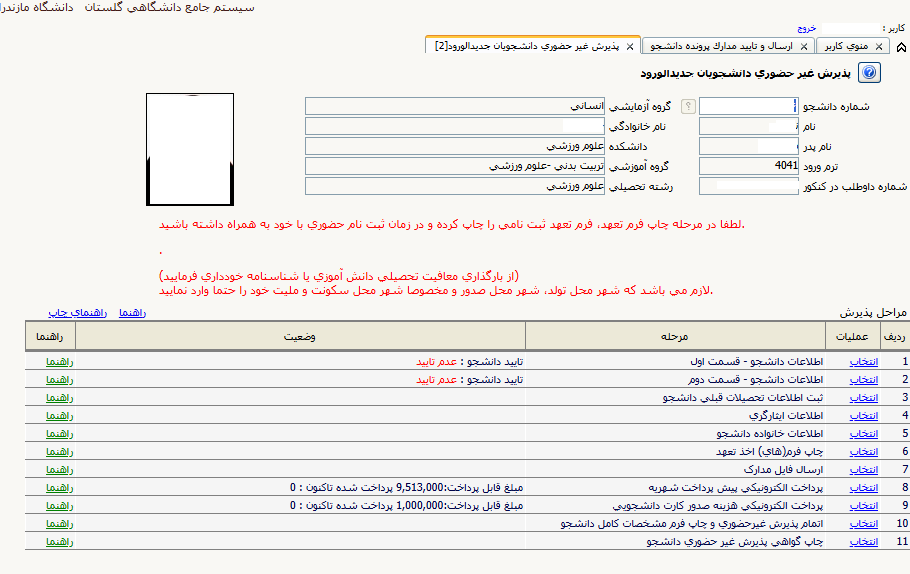 سيستم جامع دانشگاهي گلستان دانشگاه مازندرا
کاربر : خروج
منوي کاربر ارسال و تاييد مدارك پرونده دانشجو پذيرش غير حضوري دانشجويان جديدالورود[2]
پذيرش غير حضوري دانشجويان جديدالورود
شماره دانشجو ? گروه آزمايشي انساني
نام نام خانوادگي
نام پدر دانشكده علوم ورزشي
ترم ورود 4041 گروه آموزشي تربيت بدني -علوم ورزشي
شماره داوطلب در كنكور رشته تحصيلي علوم ورزشي
لطفا در مرحله چاپ فرم تعهد، فرم تعهد ثبت نامي را چاپ كرده و در زمان ثبت نام حضوري با خود به همراه داشته باشيد.
.
(از بارگذاري معافيت تحصيلي دانش آموزي يا شناسنامه خودداري فرماييد)
لازم مي باشد كه شهر محل تولد، شهر محل صدور و مخصوصا شهر محل سكونت و مليت خود را حتما وارد نماييد.
مراحل پذيرش راهنما راهنماي چاپ
رديف عمليات مرحله وضعيت راهنما
1 انتخاب اطلاعات دانشجو - قسمت اول تاييد دانشجو : عدم تاييد راهنما
2 انتخاب اطلاعات دانشجو - قسمت دوم تاييد دانشجو : عدم تاييد راهنما
3 انتخاب ثبت اطلاعات تحصيلات قبلي دانشجو راهنما
4 انتخاب اطلاعات ايثارگري راهنما
5 انتخاب اطلاعات خانواده دانشجو راهنما
6 انتخاب چاپ فرم(هاي) اخذ تعهد راهنما
7 انتخاب ارسال فايل مدارک راهنما
8 انتخاب پرداخت الكترونيكي پيش پرداخت شهريه مبلغ قابل پرداخت:9,513,000 پرداخت شده تاكنون : 0 راهنما
9 انتخاب پرداخت الكترونيكي هزينه صدور كارت دانشجويي مبلغ قابل پرداخت:1,000,000 پرداخت شده تاكنون : 0 راهنما
10 انتخاب اتمام پذيرش غيرحضوري و چاپ فرم مشخصات كامل دانشجو راهنما
11 انتخاب چاپ گواهي پذيرش غير حضوري دانشجو راهنما